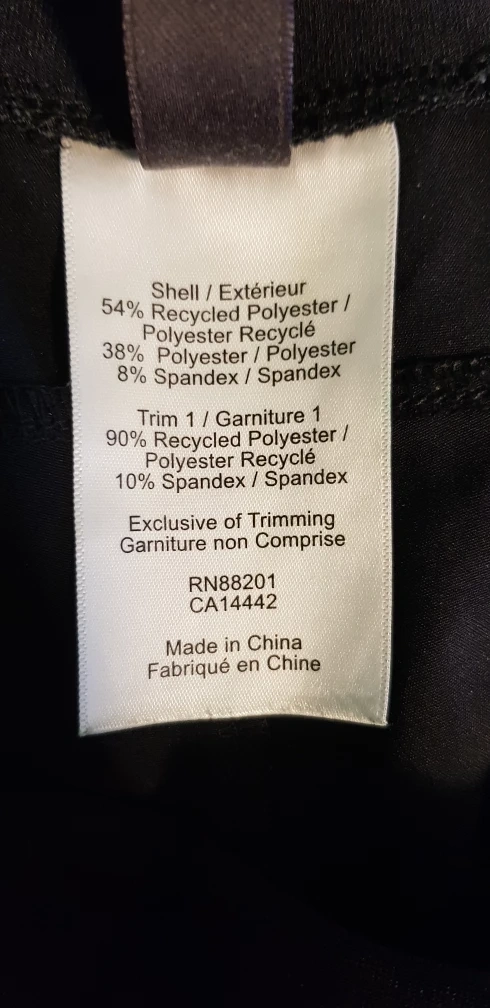 Shell / Extérieur
54% Recycled Polyester /
Polyester Recyclé
38% Polyester / Polyester
8% Spandex / Spandex
Trim 1 / Garniture 1
90% Recycled Polyester /
Polyester Recyclé
10% Spandex / Spandex
Exclusive of Trimming
Garniture non Comprise
RN88201
CA14442
Made in China
Fabriqué en Chine